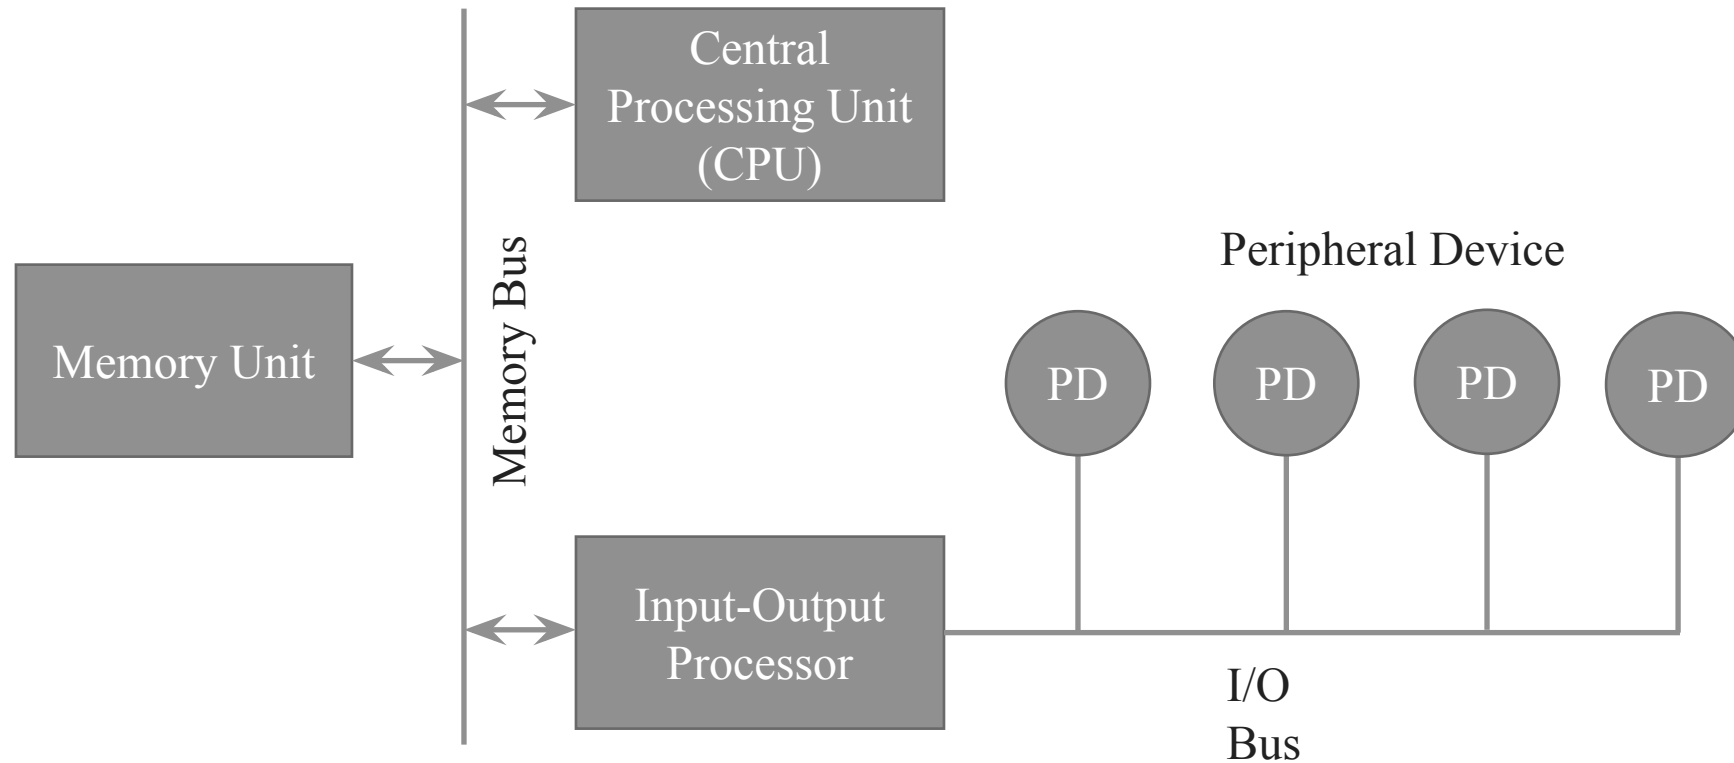 Central
Processing Unit
(CPU)
Memory Bus
Memory Unit
Peripheral Device
PD
PD
PD
PD
Input-Output
Processor
I/O
Bus